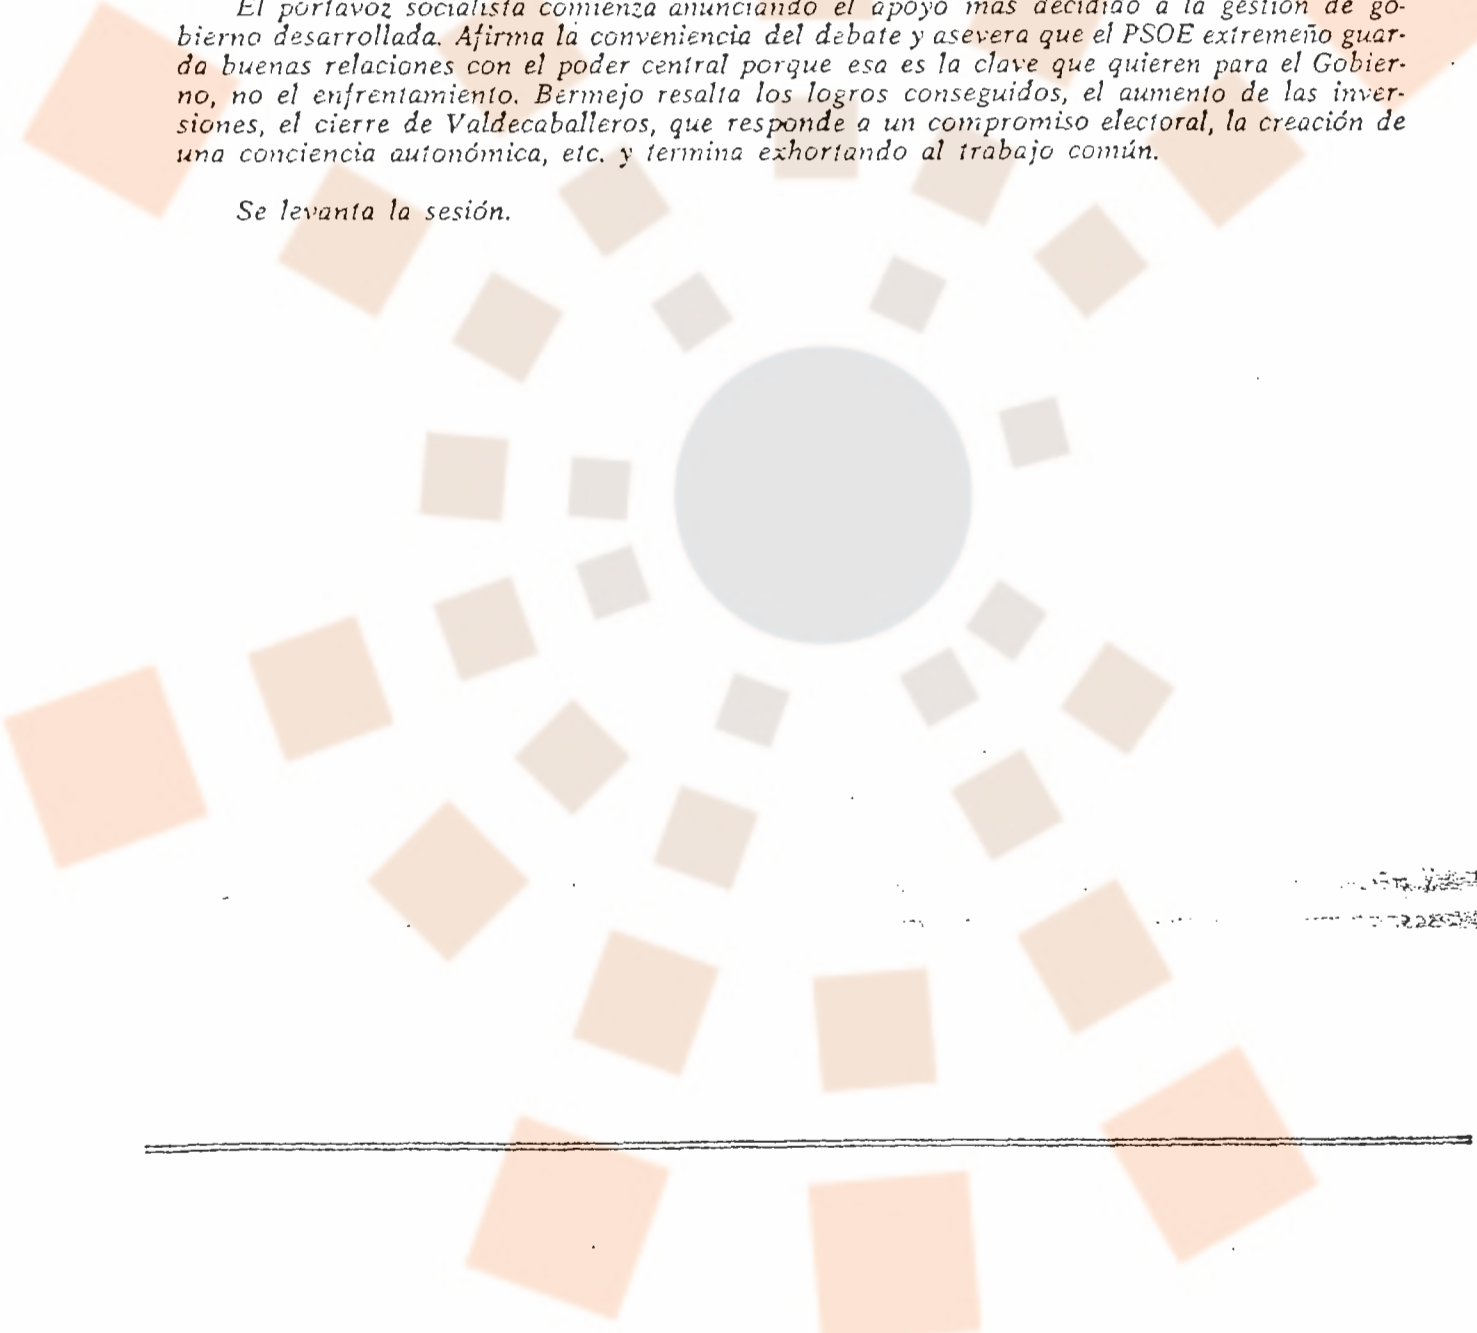 El portavoz socialista comienza anunciando el apoyo más decidido a la gestión de go-
bierno desarrollada. Afirma la conveniencia del debate y asevera que el PSOE extremeño guar-
da buenas relaciones con el poder central porque esa es la clave que quieren para el Gobier-
no, no el enfrentamiento. Bermejo resalta los logros conseguidos, el aumento de las inver-
siones, el cierre de Valdecaballeros, que responde a un compromiso electoral, la creación de
una conciencia autonómica, etc. y termina exhortando al trabajo común.
Se levanta la sesión.